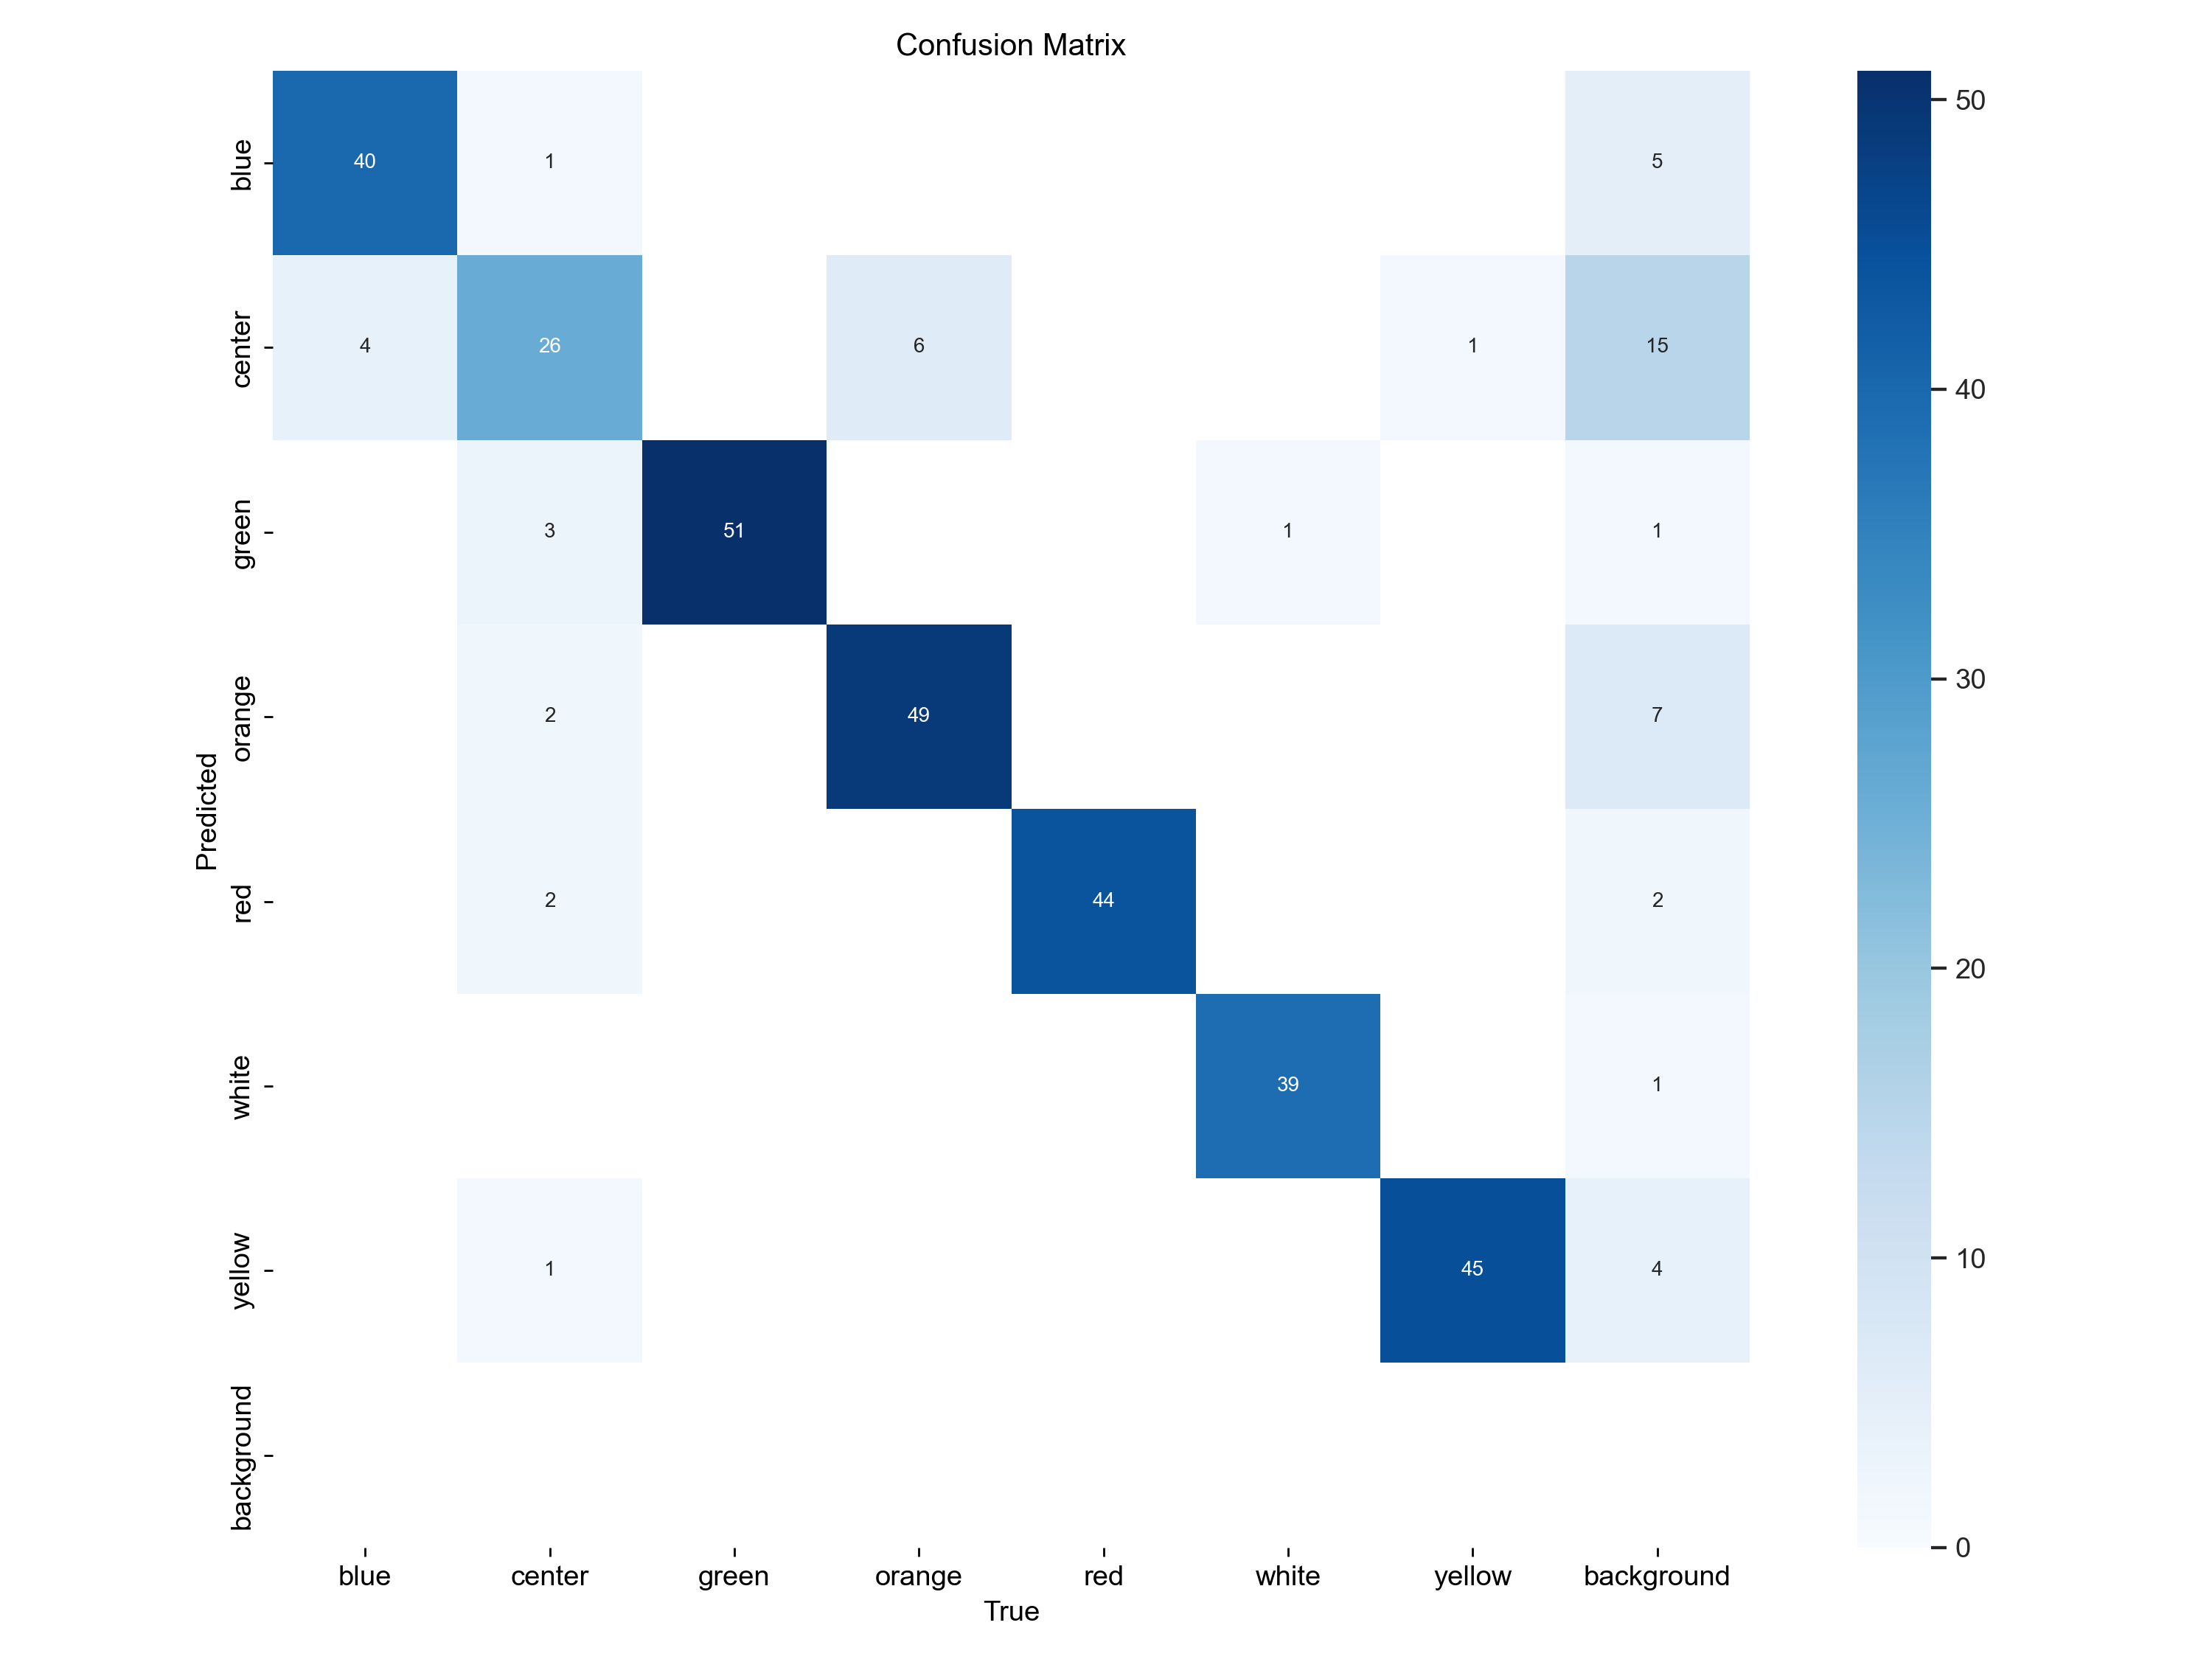 Confusion Matrix
blue 40 1 5
center 4 26 6 1 15
green 3 51 1 1
orange 2 49 7
red 2 44 2
white 39 1
yellow 1 45 4
background
Predicted
blue center green orange red white yellow background
True
50
40
30
20
10
0